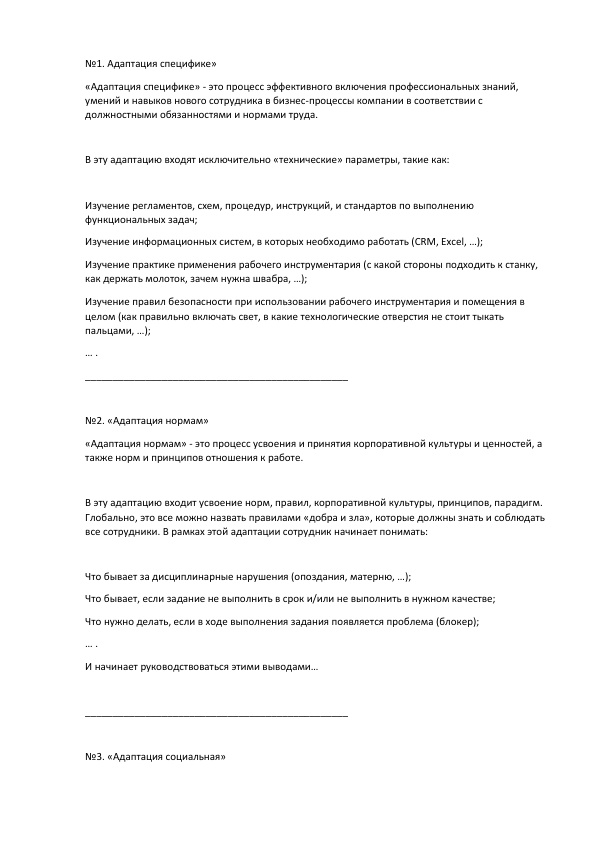 №1. Адаптация специфике»
«Адаптация специфике» - это процесс эффективного включения профессиональных знаний,
умений и навыков нового сотрудника в бизнес-процессы компании в соответствии с
должностными обязанностями и нормами труда.
В эту адаптацию входят исключительно «технические» параметры, такие как:
Изучение регламентов, схем, процедур, инструкций, и стандартов по выполнению
функциональных задач;
Изучение информационных систем, в которых необходимо работать (CRM, Excel, …);
Изучение практике применения рабочего инструментария (с какой стороны подходить к станку,
как держать молоток, зачем нужна швабра, …);
Изучение правил безопасности при использовании рабочего инструментария и помещения в
целом (как правильно включать свет, в какие технологические отверстия не стоит тыкать
пальцами, …);
… .
________________________________________________
№2. «Адаптация нормам»
«Адаптация нормам» - это процесс усвоения и принятия корпоративной культуры и ценностей, а
также норм и принципов отношения к работе.
В эту адаптацию входит усвоение норм, правил, корпоративной культуры, принципов, парадигм.
Глобально, это все можно назвать правилами «добра и зла», которые должны знать и соблюдать
все сотрудники. В рамках этой адаптации сотрудник начинает понимать:
Что бывает за дисциплинарные нарушения (опоздания, матерню, …);
Что бывает, если задание не выполнить в срок и/или не выполнить в нужном качестве;
Что нужно делать, если в ходе выполнения задания появляется проблема (блокер);
… .
И начинает руководствоваться этими выводами…
________________________________________________
№3. «Адаптация социальная»